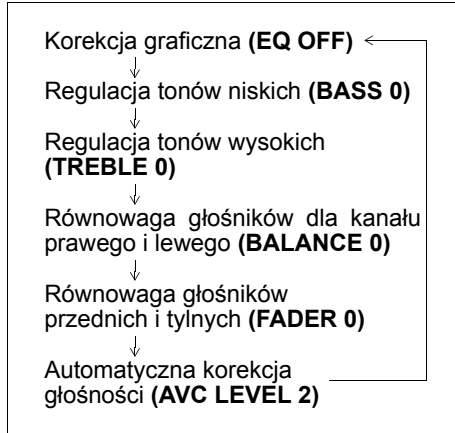 Korekcja graficzna (EQ OFF)
Regulacja tonów niskich (BASS 0)
Regulacja tonów wysokich
(TREBLE 0)
Równowaga głośników dla kanału
prawego i lewego (BALANCE 0)
Równowaga głośników
przednich i tylnych (FADER 0)
Automatyczna korekcja
głośności (AVC LEVEL 2)